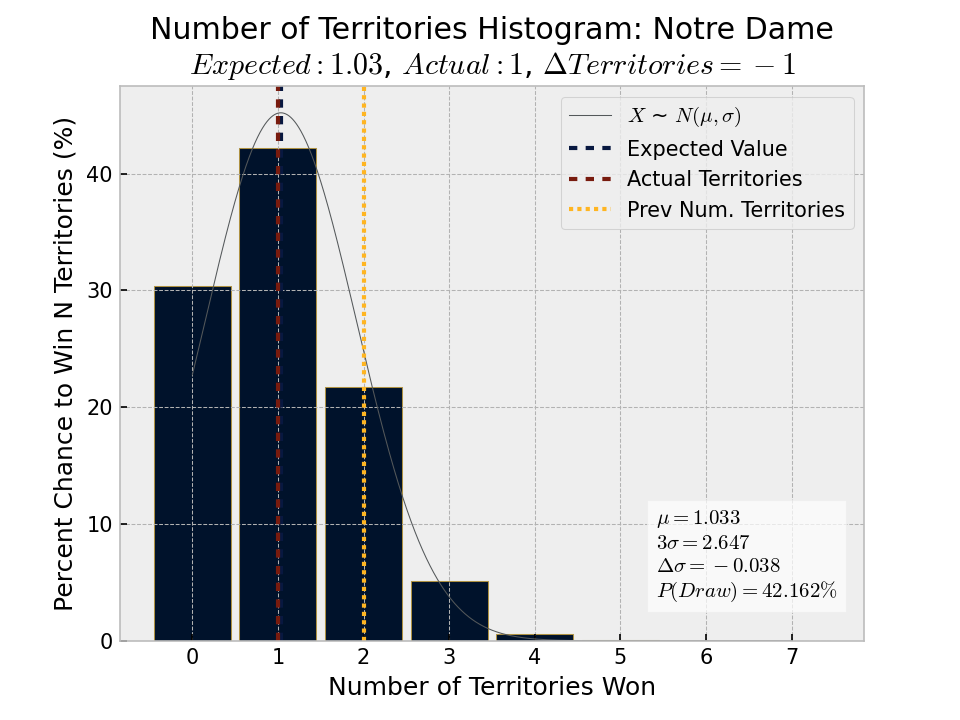 Number of Territories Histogram: Notre Dame
Expected : 1.03, Actual : 1, ΔTerritories = −1
X ∼ N(μ, σ)
Expected Value
Actual Territories
Prev Num. Territories
Percent Chance to Win N Territories (%)
40
30
20
10
0
μ = 1.033
3σ = 2.647
Δσ = −0.038
P(Draw) = 42.162%
0 1 2 3 4 5 6 7
Number of Territories Won